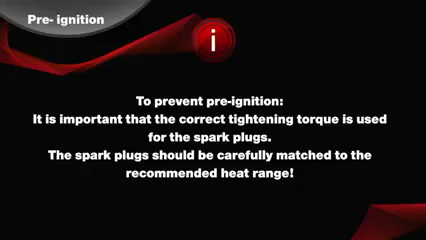 Pre- ignition
i
To prevent pre-ignition:
It is important that the correct tightening torque is used
for the spark plugs.
The spark plugs should be carefully matched to the
recommended heat range!